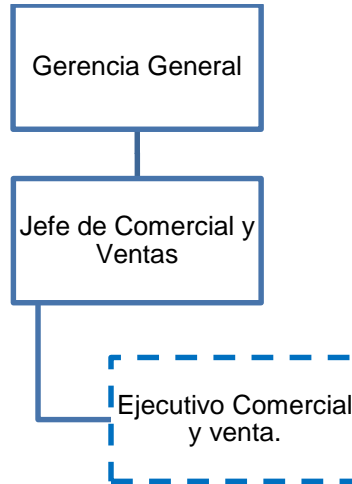 Gerencia General
Jefe de Comercial y
Ventas
Ejecutivo Comercial
y venta.